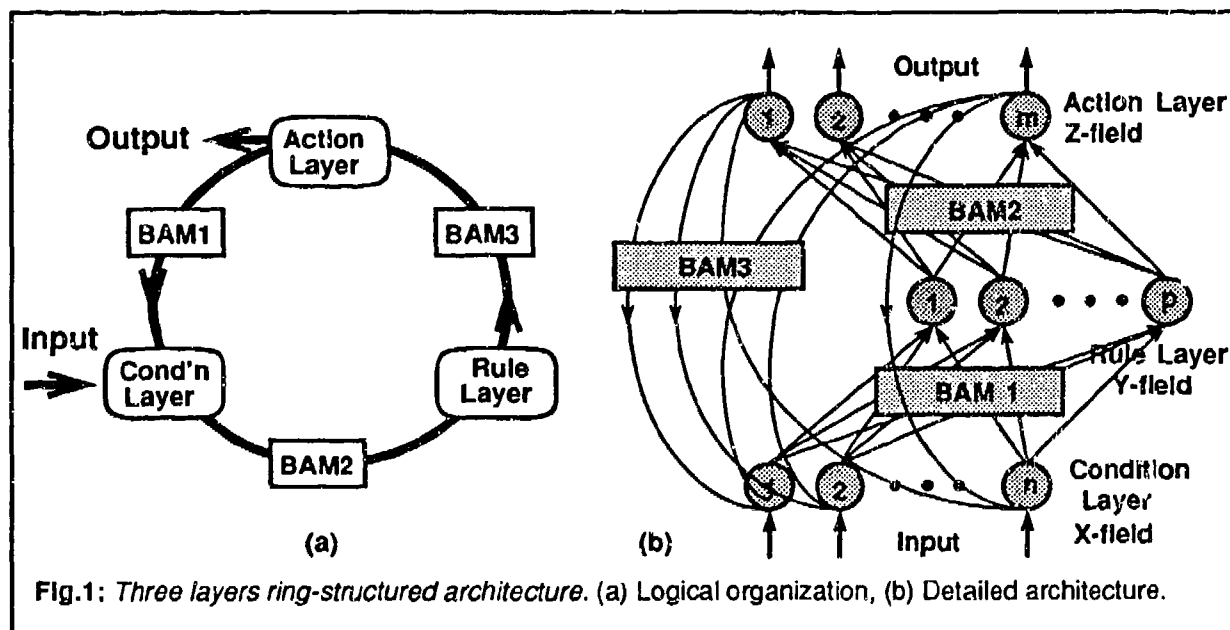 Output
Action
Layer
BAM1
BAM3
Input
Cond'n
Layer
Rule
Layer
BAM2
(a)
Output
1
2
m
Action Layer
Z-field
BAM2
BAM3
1
2
p
Rule Layer
Y-field
BAM 1
1
2
n
Condition
Layer
X-field
Input
(b)
Fig.1: Three layers ring-structured architecture. (a) Logical organization, (b) Detailed architecture.